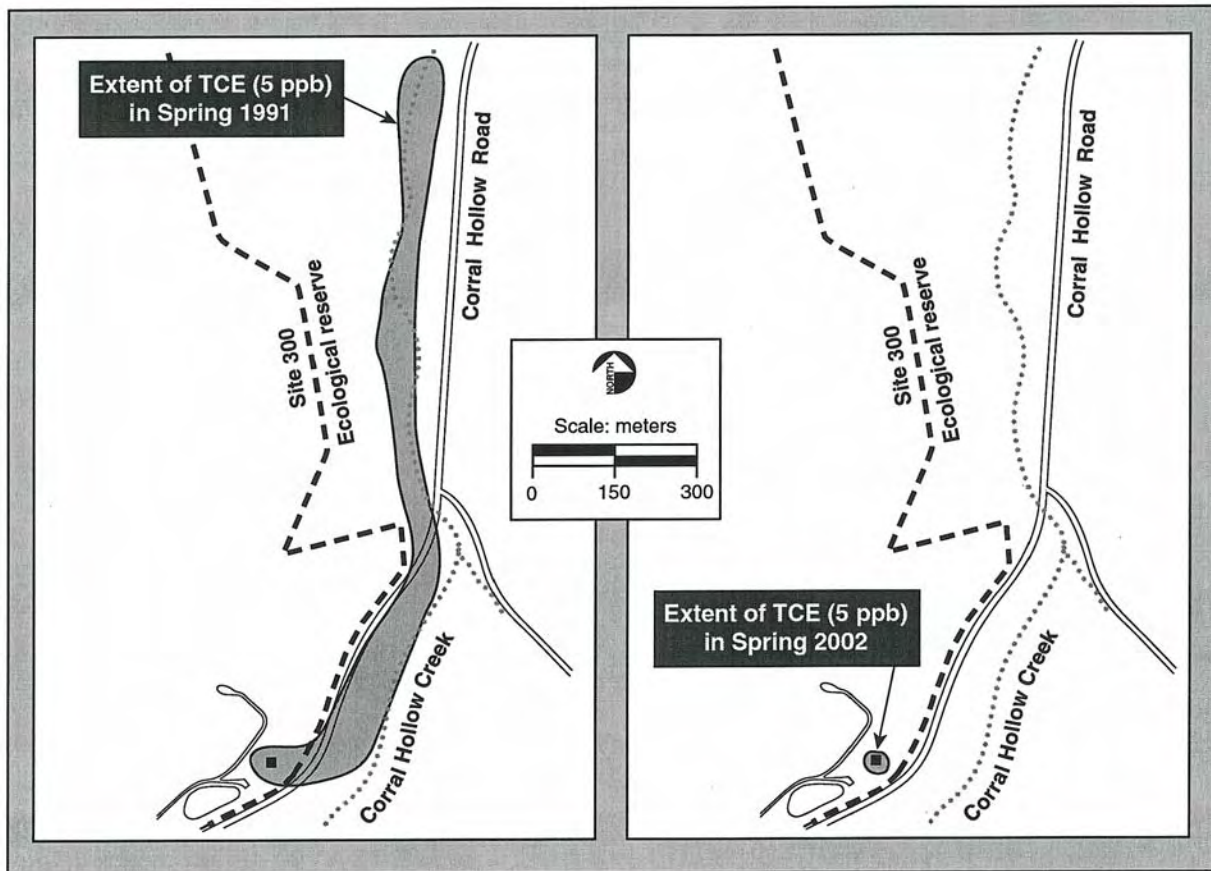 Extent of TCE (5 ppb)
in Spring 1991
Corral Hollow Road
Site 300
Ecological reserve
Corral Hollow Creek
NORTH
Scale: meters
0 150 300
Corral Hollow Road
Site 300
Ecological reserve
Extent of TCE (5 ppb)
in Spring 2002
Corral Hollow Creek